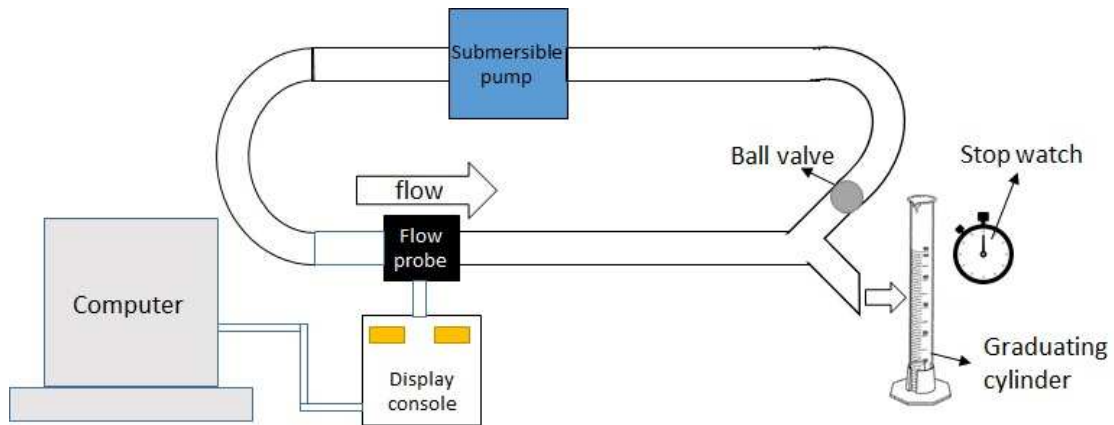 Submersible
pump
Ball valve
Stop watch
flow
Flow
probe
Computer
Display
console
Graduating
cylinder